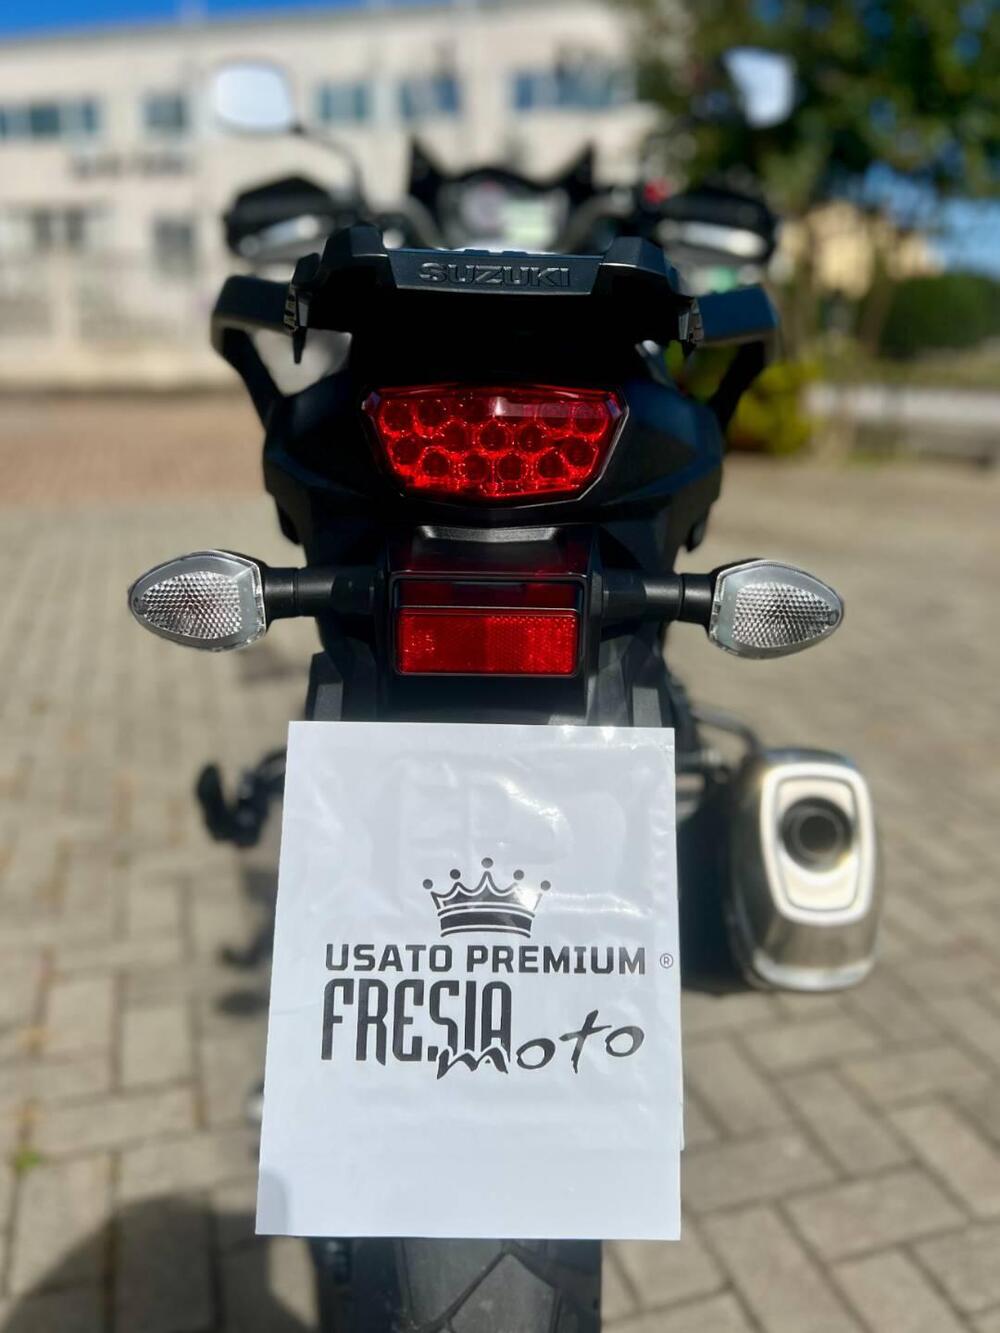 SUZUKI
USATO PREMIUM ®
FRESIA
moto